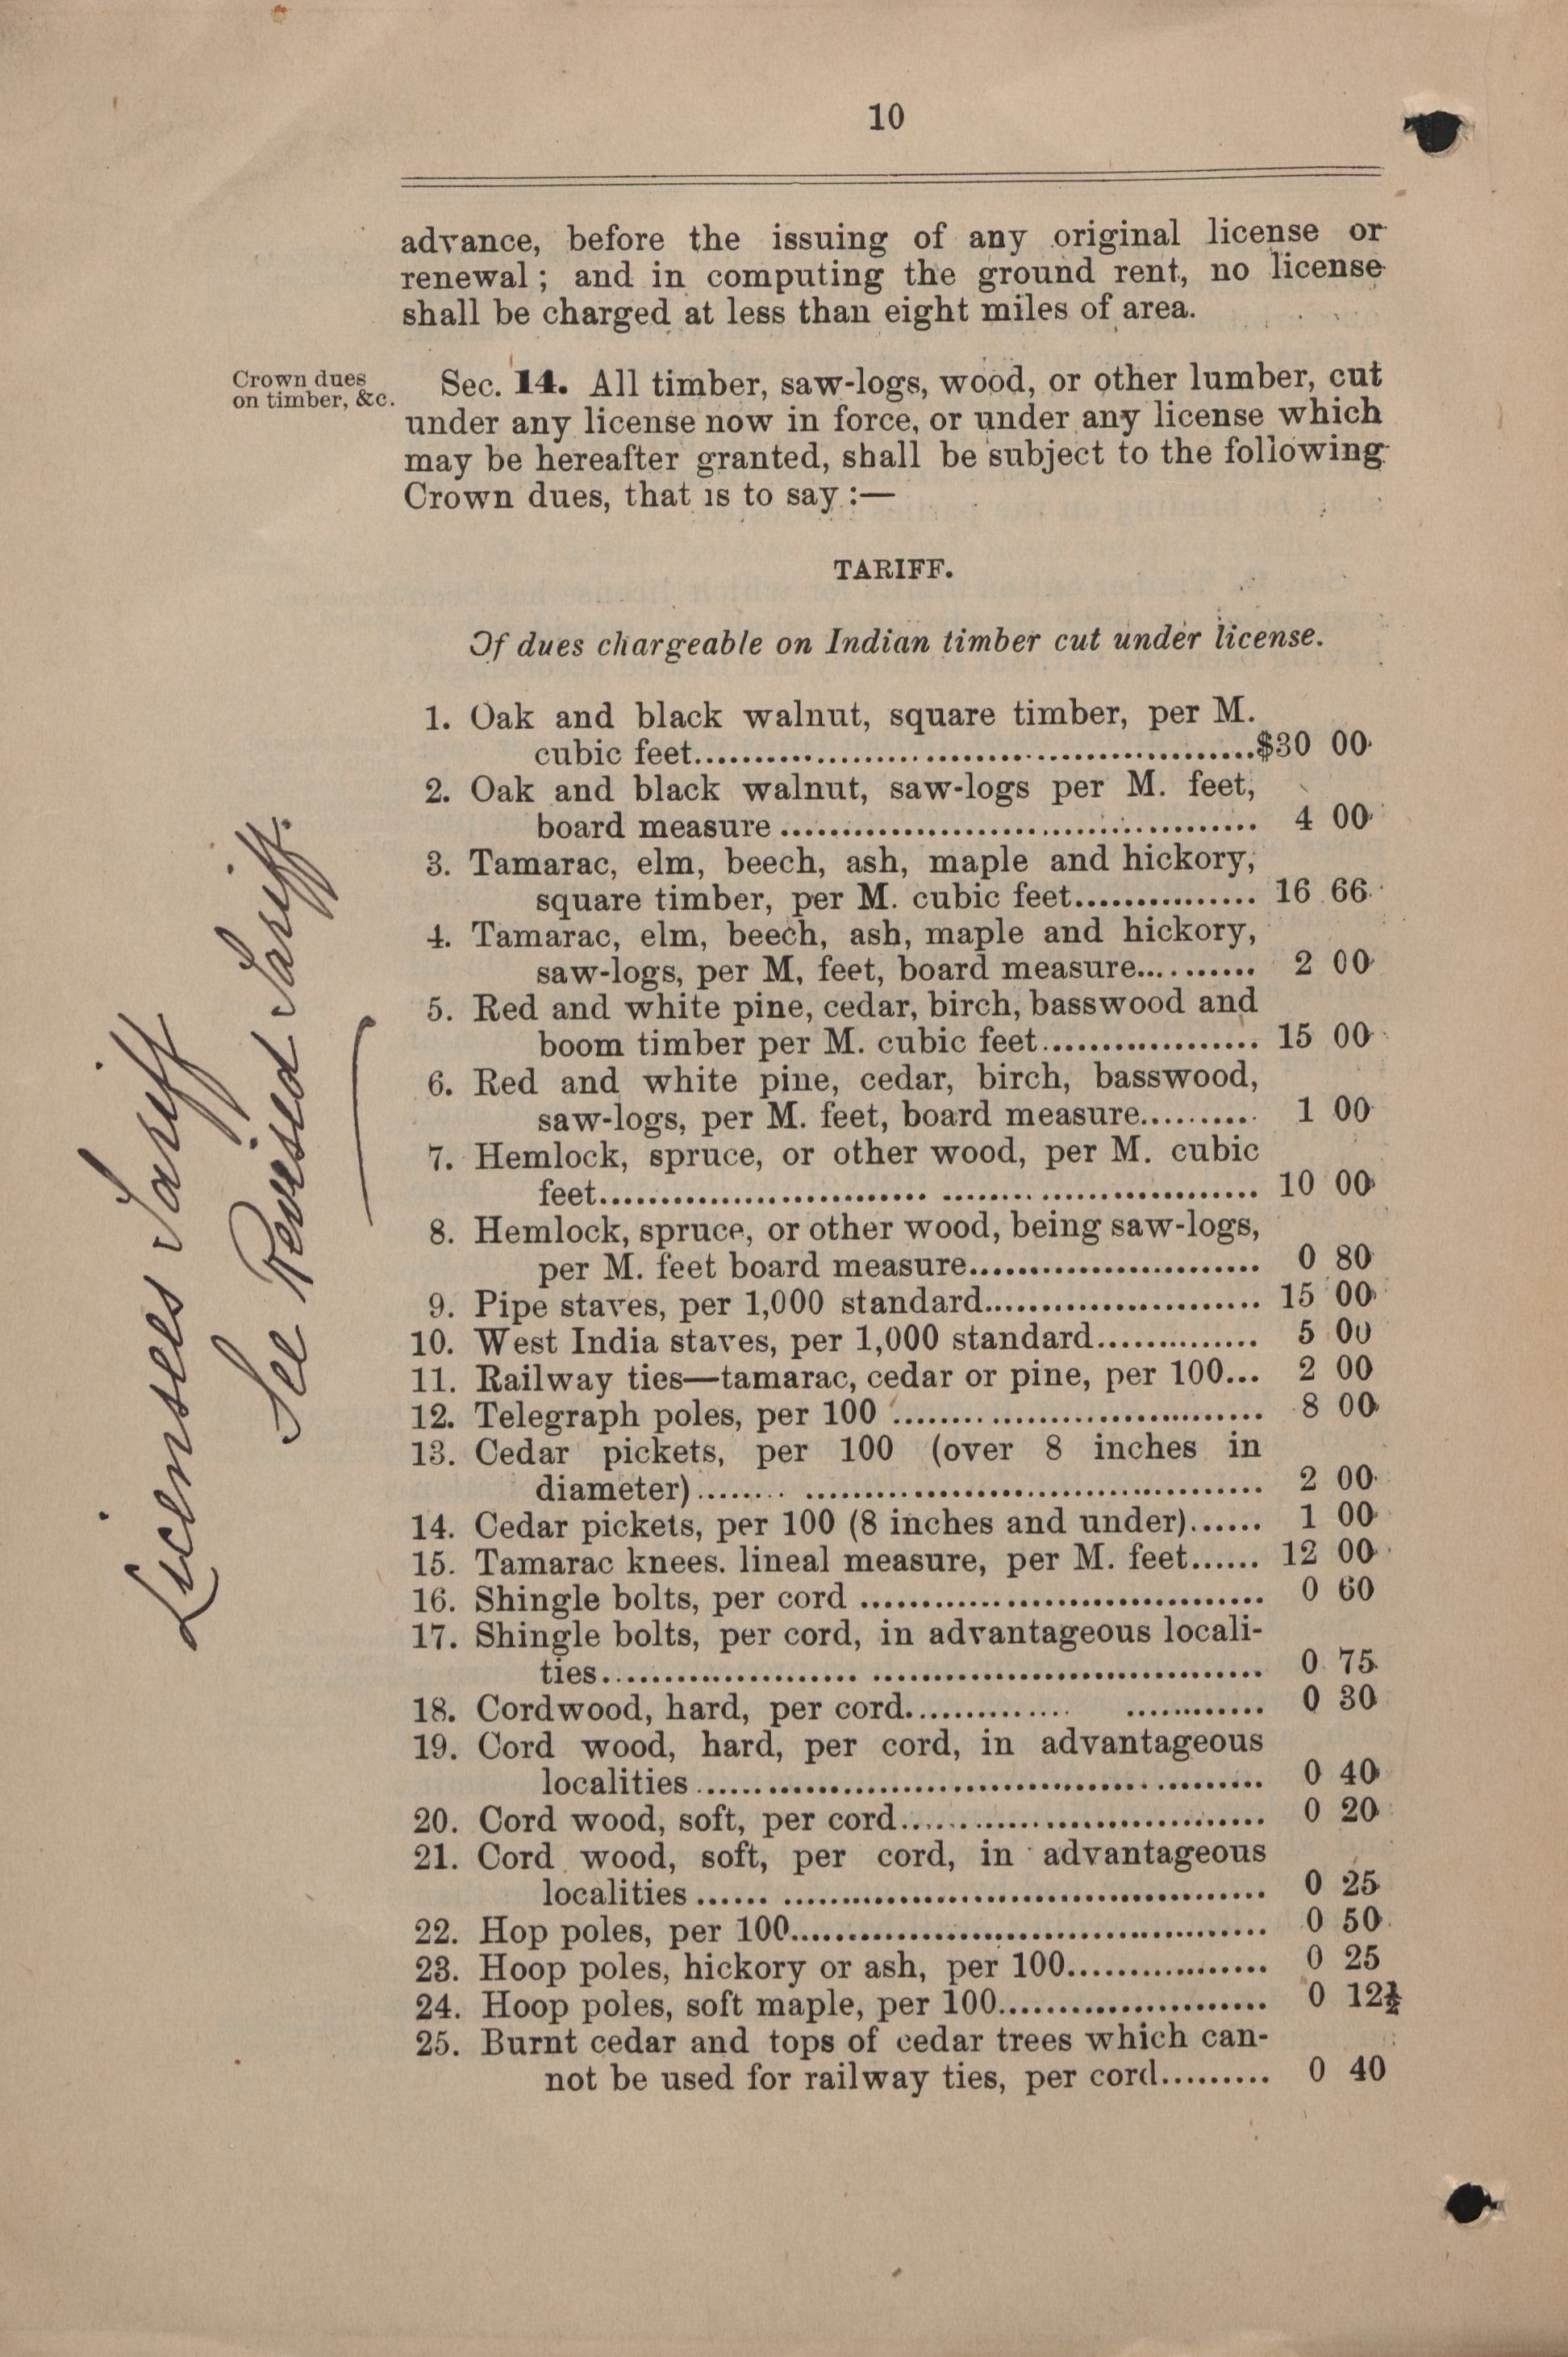 10
advance, before the issuing of any original license or
renewal ; and in computing the ground rent, no license
shall be charged at less than eight miles of area.
Crown dues
on timber, &c.
Sec. 14. All timber, saw-logs, wood, or other lumber, cut
under any license now in force, or under any license which
may be hereafter granted, shall be subject to the following
Crown dues, that is to say :—
TARIFF.
Of dues chargeable on Indian timber cut under license.
1. Oak and black walnut, square timber, per M.
cubic feet..................................................$30 00
2. Oak and black walnut, saw-logs per M. feet,
board measure .......................................... 4 00
3. Tamarac, elm, beech, ash, maple and hickory,
square timber, per M. cubic feet............... 16 66
4. Tamarac, elm, beech, ash, maple and hickory,
saw-logs, per M, feet, board measure.......... 2 00
5. Red and white pine, cedar, birch, basswood and
boom timber per M. cubic feet.................. 15 00
6. Red and white pine, cedar, birch, basswood,
saw-logs, per M. feet, board measure.......... 1 00
7. Hemlock, spruce, or other wood, per M. cubic
feet.......................................................... 10 00
8. Hemlock, spruce, or other wood, being saw-logs,
per M. feet board measure........................ 0 80
9. Pipe staves, per 1,000 standard....................... 15 00
10. West India staves, per 1,000 standard.............. 5 00
11. Railway ties—tamarac, cedar or pine, per 100... 2 00
12. Telegraph poles, per 100 ................................ 8 00
13. Cedar pickets, per 100 (over 8 inches in
diameter).................................................. 2 00
14. Cedar pickets, per 100 (8 inches and under)...... 1 00
15. Tamarac knees. lineal measure, per M. feet...... 12 00
16. Shingle bolts, per cord ................................... 0 60
17. Shingle bolts, per cord, in advantageous locali-
ties.......................................................... 0 75
18. Cordwood, hard, per cord.............. ............ 0 30
19. Cord wood, hard, per cord, in advantageous
localities.................................................. 0 40
20. Cord wood, soft, per cord................................ 0 20
21. Cord wood, soft, per cord, in advantageous
localities.................................................. 0 25
22. Hop poles, per 100.......................................... 0 50
23. Hoop poles, hickory or ash, per 100................. 0 25
24. Hoop poles, soft maple, per 100....................... 0 12½
25. Burnt cedar and tops of cedar trees which can-
not be used for railway ties, per cord......... 0 40
Licensees Tariff
See Revised Tariff.